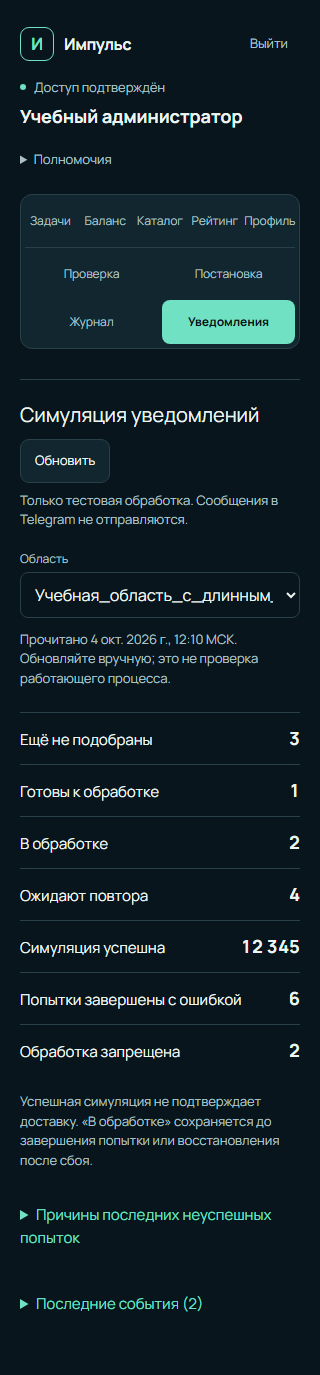 И Импульс Выйти
Доступ подтверждён
Учебный администратор
Полномочия
Задачи Баланс Каталог Рейтинг Профиль
Проверка Постановка
Журнал Уведомления
Симуляция уведомлений
Обновить
Только тестовая обработка. Сообщения в
Telegram не отправляются.
Область
Учебная_область_с_длинным_
Прочитано 4 окт. 2026 г., 12:10 МСК.
Обновляйте вручную; это не проверка
работающего процесса.
Ещё не подобраны 3
Готовы к обработке 1
В обработке 2
Ожидают повтора 4
Симуляция успешна 12 345
Попытки завершены с ошибкой 6
Обработка запрещена 2
Успешная симуляция не подтверждает
доставку. «В обработке» сохраняется до
завершения попытки или восстановления
после сбоя.
Причины последних неуспешных
попыток
Последние события (2)